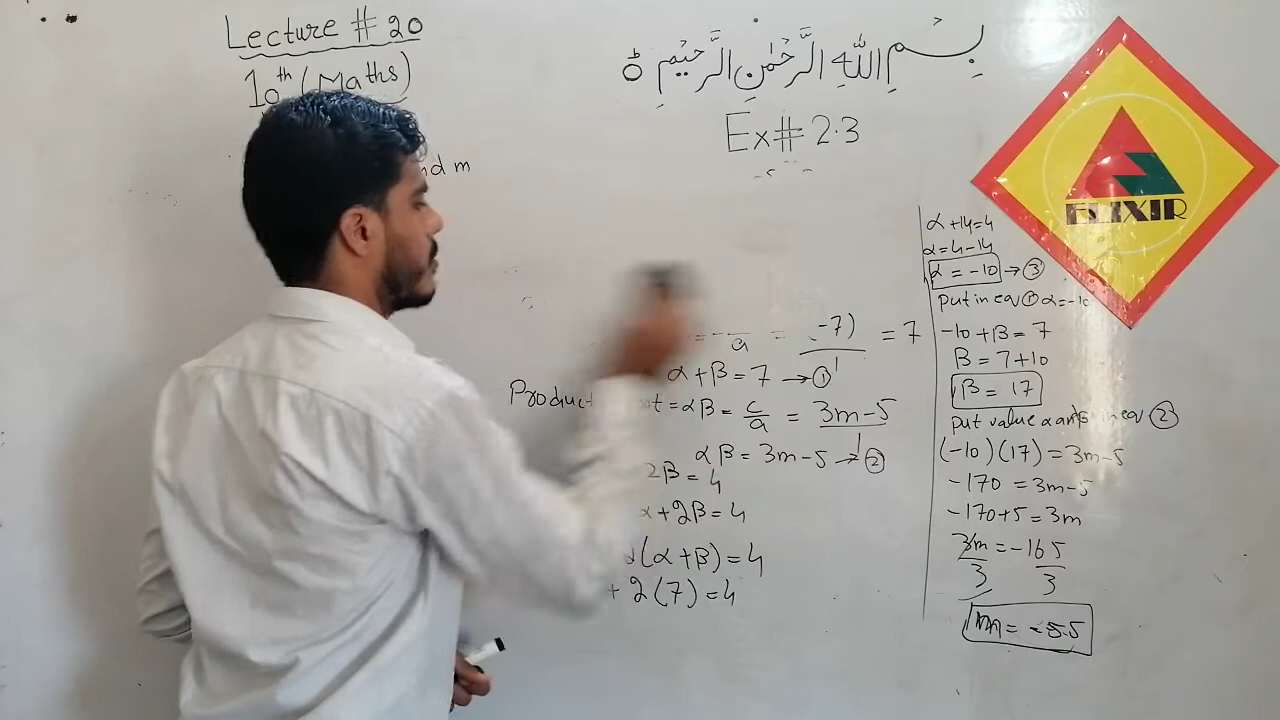 Lecture # 20
10th (Maths)
بِسْمِ اللّٰهِ الرَّحْمٰنِ الرَّحِيْمِ ٥
Ex# 2.3
nd m
ELIXIR
= -/a = (-7)/ = 7
α+β = 7 → ①
Product ot = αβ = c/a = 3m-5/1
αβ = 3m-5 → ②
2β = 4
α+2β = 4
(α+β) = 4
+ 2(7) = 4
α+14=4
α=4-14
α = -10 → ③
put in eq ① α=-10
-10+β = 7
β = 7+10
β = 17
put value α in eq ②
(-10)(17) = 3m-5
-170 = 3m-5
-170+5 = 3m
3m/3 = -165/3
m = -55